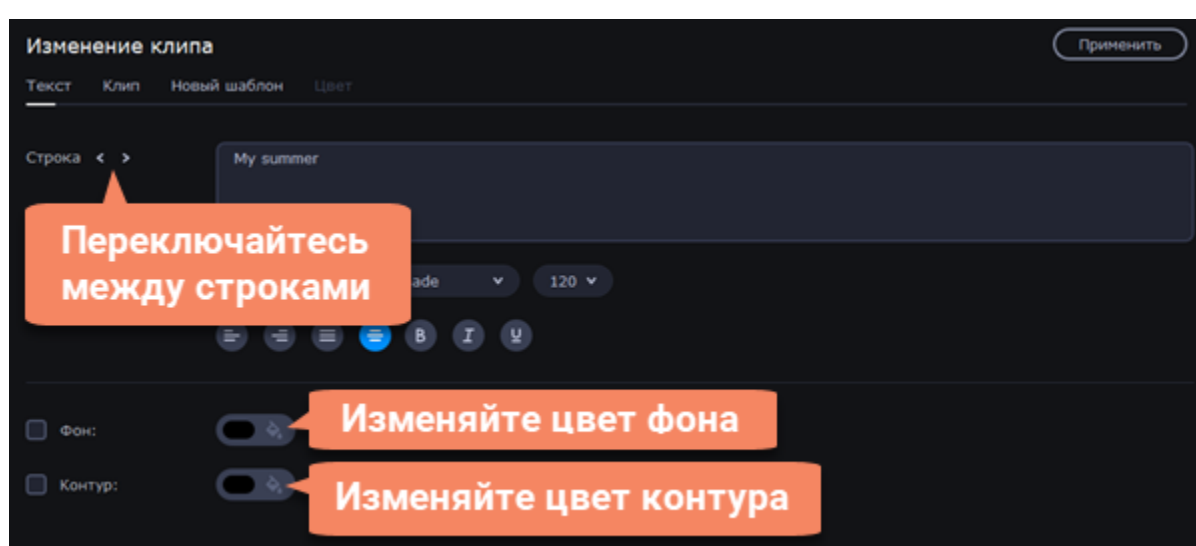 Изменение клипа
Применить
Текст Клип Новый шаблон Цвет
Строка < >
My summer
Переключайтесь
между строками
ade
120
B I U
Фон:
Изменяйте цвет фона
Контур:
Изменяйте цвет контура